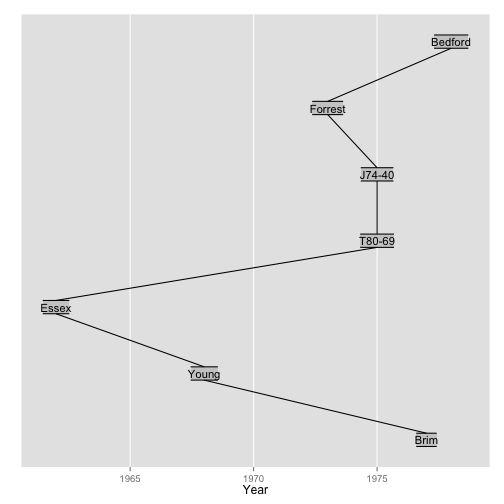 Bedford
Forrest
J74-40
T80-69
Essex
Young
Brim
1965 1970 1975
Year